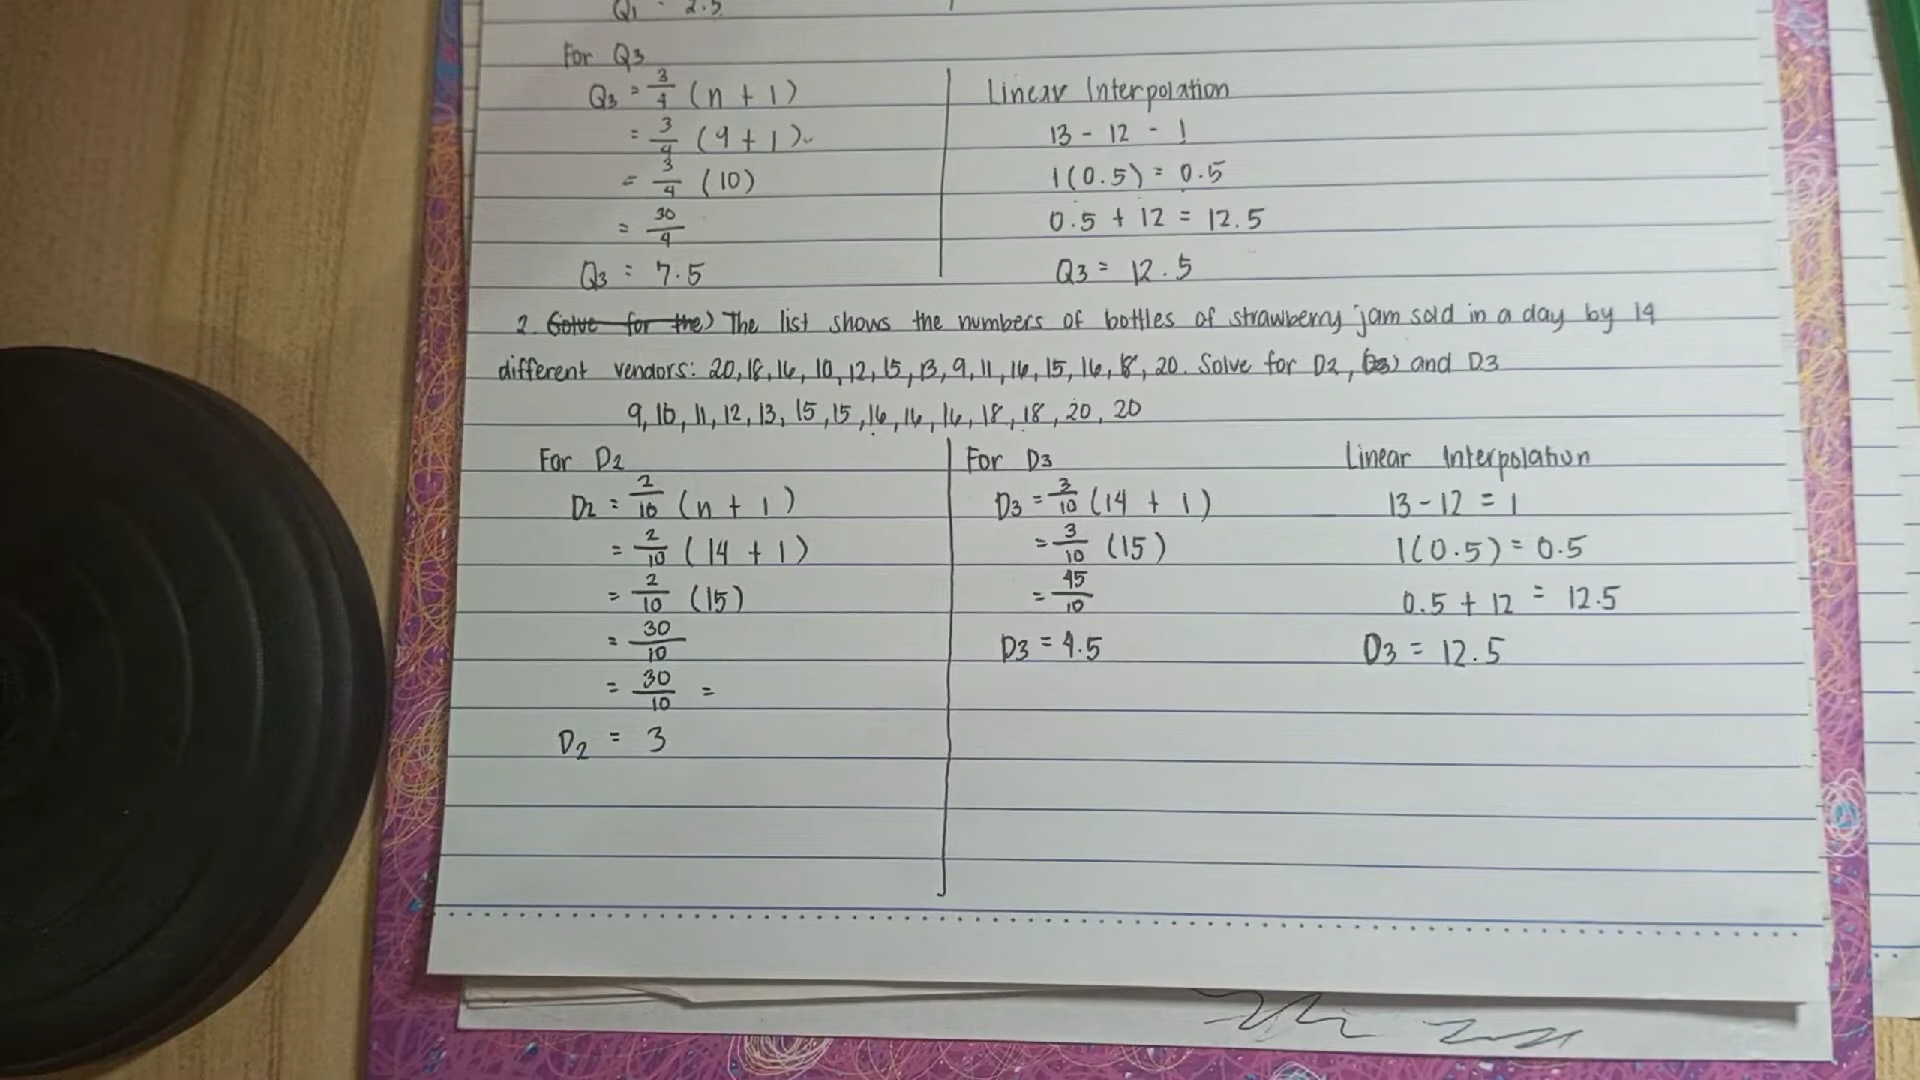 Q1 = 2.5
For Q3
Q3 = 3/4 (n + 1)
= 3/4 (9 + 1)
= 3/4 (10)
= 30/4
Q3 = 7.5
Linear Interpolation
13 - 12 - 1
1(0.5) = 0.5
0.5 + 12 = 12.5
Q3 = 12.5
2. Solve for the) The list shows the numbers of bottles of strawberry jam sold in a day by 14
different vendors: 20, 18, 16, 10, 12, 15, 13, 9, 11, 16, 15, 16, 18, 20. Solve for D2, and D3
9, 10, 11, 12, 13, 15, 15, 16, 16, 16, 18, 18, 20, 20
For D2
D2 = 2/10 (n + 1)
= 2/10 (14 + 1)
= 2/10 (15)
= 30/10
= 30/10 =
D2 = 3
For D3
D3 = 3/10 (14 + 1)
= 3/10 (15)
= 45/10
D3 = 4.5
Linear Interpolation
13 - 12 = 1
1(0.5) = 0.5
0.5 + 12 = 12.5
D3 = 12.5